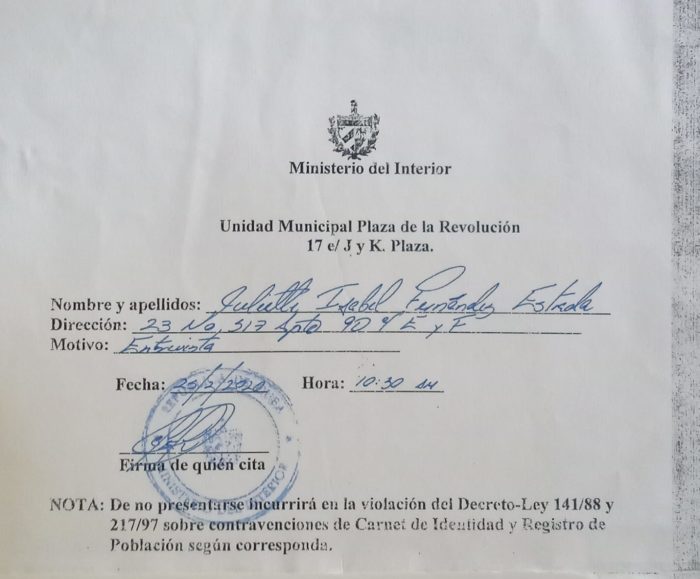 Ministerio del Interior
Unidad Municipal Plaza de la Revolución
17 e/ J y K. Plaza.
Nombre y apellidos: Isabel Fernández Estrada
Dirección: 23 No, 517 Apto 90 e/ E y F
Motivo: Entrevista
Fecha: 20/2/2020 Hora: 10:30 AM
Firma de quién cita
NOTA: De no presentarse incurrirá en la violación del Decreto-Ley 141/88 y
217/97 sobre contravenciones de Carnet de Identidad y Registro de
Población según corresponda.